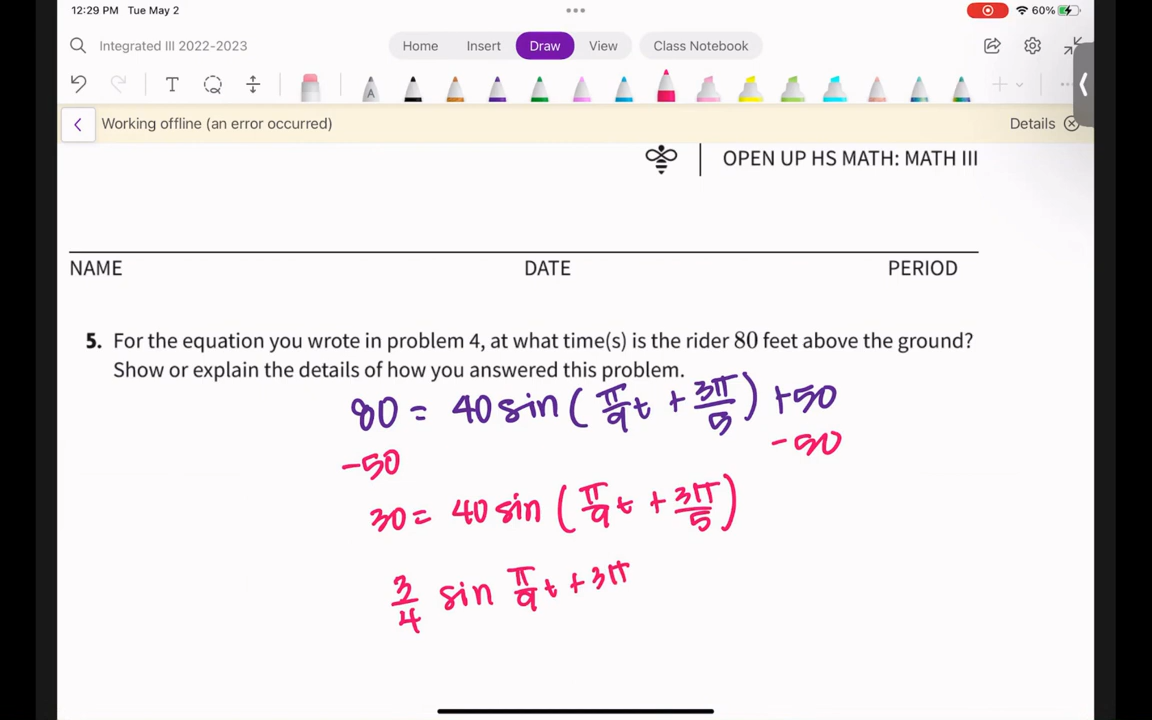 12:29 PM Tue May 2
60%
Integrated III 2022-2023
Home Insert Draw View Class Notebook
T A
Working offline (an error occurred) Details
OPEN UP HS MATH: MATH III
NAME DATE PERIOD
5. For the equation you wrote in problem 4, at what time(s) is the rider 80 feet above the ground?
Show or explain the details of how you answered this problem.
80 = 40 sin (π/9 t + 3π/5) +50
-50 -50
30 = 40 sin (π/9 t + 3π/5)
3/4 sin π/9 t + 3π